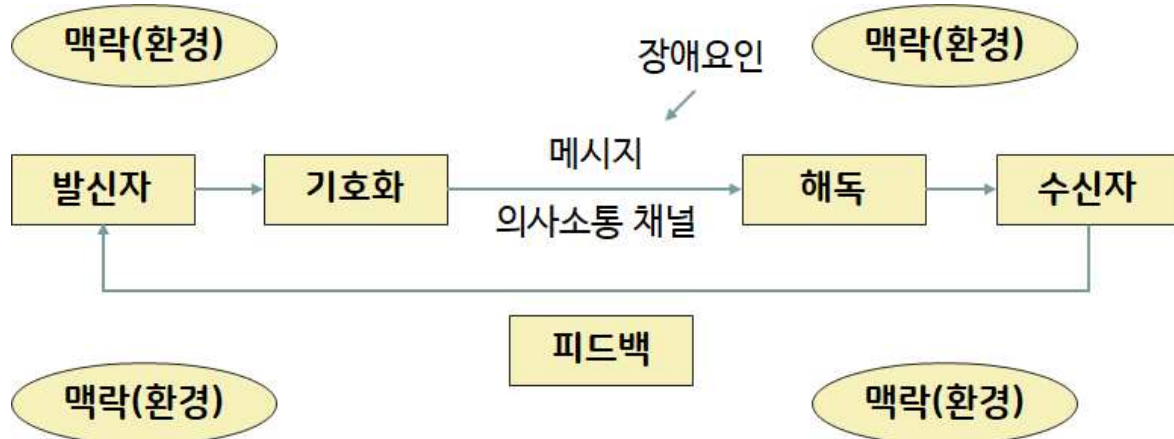 맥락(환경)
맥락(환경)
장애요인
메시지
발신자
기호화
해독
수신자
의사소통 채널
피드백
맥락(환경)
맥락(환경)